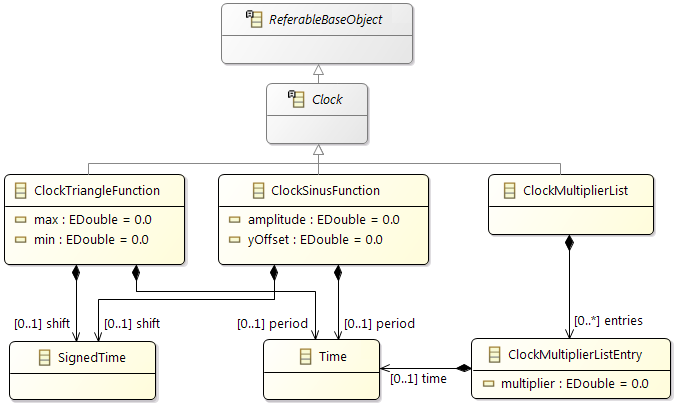 ReferableBaseObject
Clock
ClockTriangleFunction
max : EDouble = 0.0
min : EDouble = 0.0
ClockSinusFunction
amplitude : EDouble = 0.0
yOffset : EDouble = 0.0
ClockMultiplierList
[0..1] shift
[0..1] shift
[0..1] period
[0..1] period
[0..*] entries
SignedTime
Time
[0..1] time
ClockMultiplierListEntry
multiplier : EDouble = 0.0